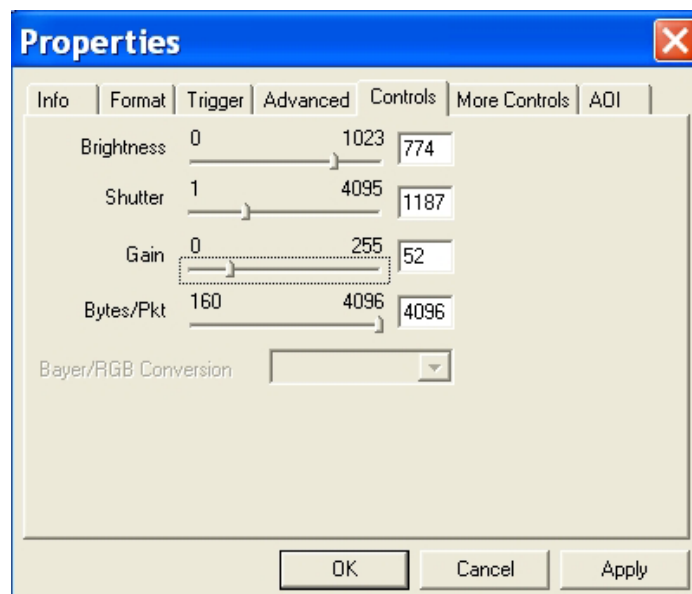 Properties
Info Format Trigger Advanced Controls More Controls AOI
0 1023
Brightness 774
1 4095
Shutter 1187
0 255
Gain 52
160 4096
Bytes/Pkt 4096
Bayer/RGB Conversion
OK Cancel Apply